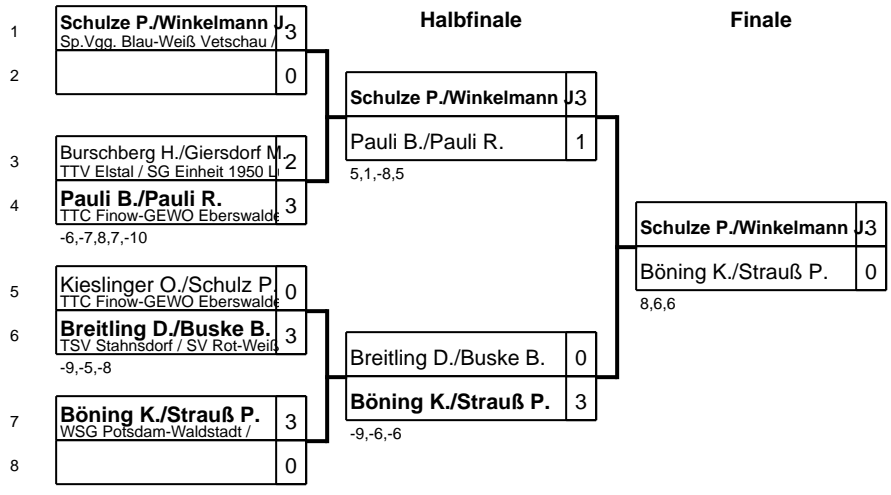 Halbfinale
Finale
1
Schulze P./Winkelmann J.
3
Sp.Vgg. Blau-Weiß Vetschau /
2
0
3
Burschberg H./Giersdorf M.
2
TTV Elstal / SG Einheit 1950
4
Pauli B./Pauli R.
3
TTC Finow-GEWO Eberswalde
-6,-7,8,7,-10
5
Kieslinger O./Schulz P.
0
TTC Finow-GEWO Eberswalde
6
Breitling D./Buske B.
3
TSV Stahnsdorf / SV Rot-Weiß
-9,-5,-8
7
Böning K./Strauß P.
3
WSG Potsdam-Waldstadt /
8
0
Schulze P./Winkelmann J.
3
Pauli B./Pauli R.
1
5,1,-8,5
Breitling D./Buske B.
0
Böning K./Strauß P.
3
-9,-6,-6
Schulze P./Winkelmann J.
3
Böning K./Strauß P.
0
8,6,6